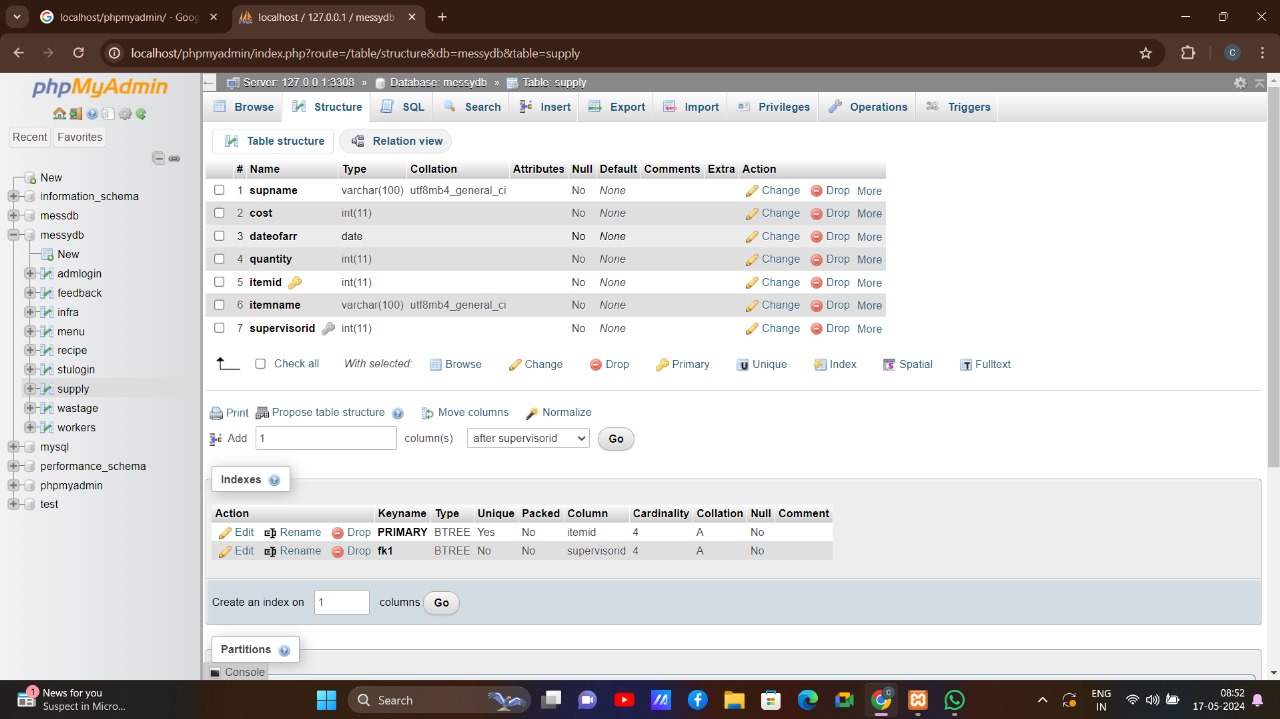 localhost/phpmyadmin/ - Goog
localhost / 127.0.0.1 / messydb
localhost/phpmyadmin/index.php?route=/table/structure&db=messydb&table=supply
C
phpMyAdmin
Recent Favorites
New
information_schema
messdb
messydb
New
admlogin
feedback
infra
menu
recipe
stulogin
supply
wastage
workers
mysql
performance_schema
phpmyadmin
test
Server: 127.0.0.1:3308 » Database: messydb » Table: supply
Browse Structure SQL Search Insert Export Import Privileges Operations Triggers
Table structure Relation view
# Name Type Collation Attributes Null Default Comments Extra Action
1 supname varchar(100) utf8mb4_general_ci No None Change Drop More
2 cost int(11) No None Change Drop More
3 dateofarr date No None Change Drop More
4 quantity int(11) No None Change Drop More
5 itemid int(11) No None Change Drop More
6 itemname varchar(100) utf8mb4_general_ci No None Change Drop More
7 supervisorid int(11) No None Change Drop More
Check all With selected: Browse Change Drop Primary Unique Index Spatial Fulltext
Print Propose table structure Move columns Normalize
Add 1 column(s) after supervisorid Go
Indexes
Action Keyname Type Unique Packed Column Cardinality Collation Null Comment
Edit Rename Drop PRIMARY BTREE Yes No itemid 4 A No
Edit Rename Drop fk1 BTREE No No supervisorid 4 A No
Create an index on 1 columns Go
Partitions
Console
1
News for you
Suspect in Micro...
Search
C
ENG
IN
08:52
17-05-2024